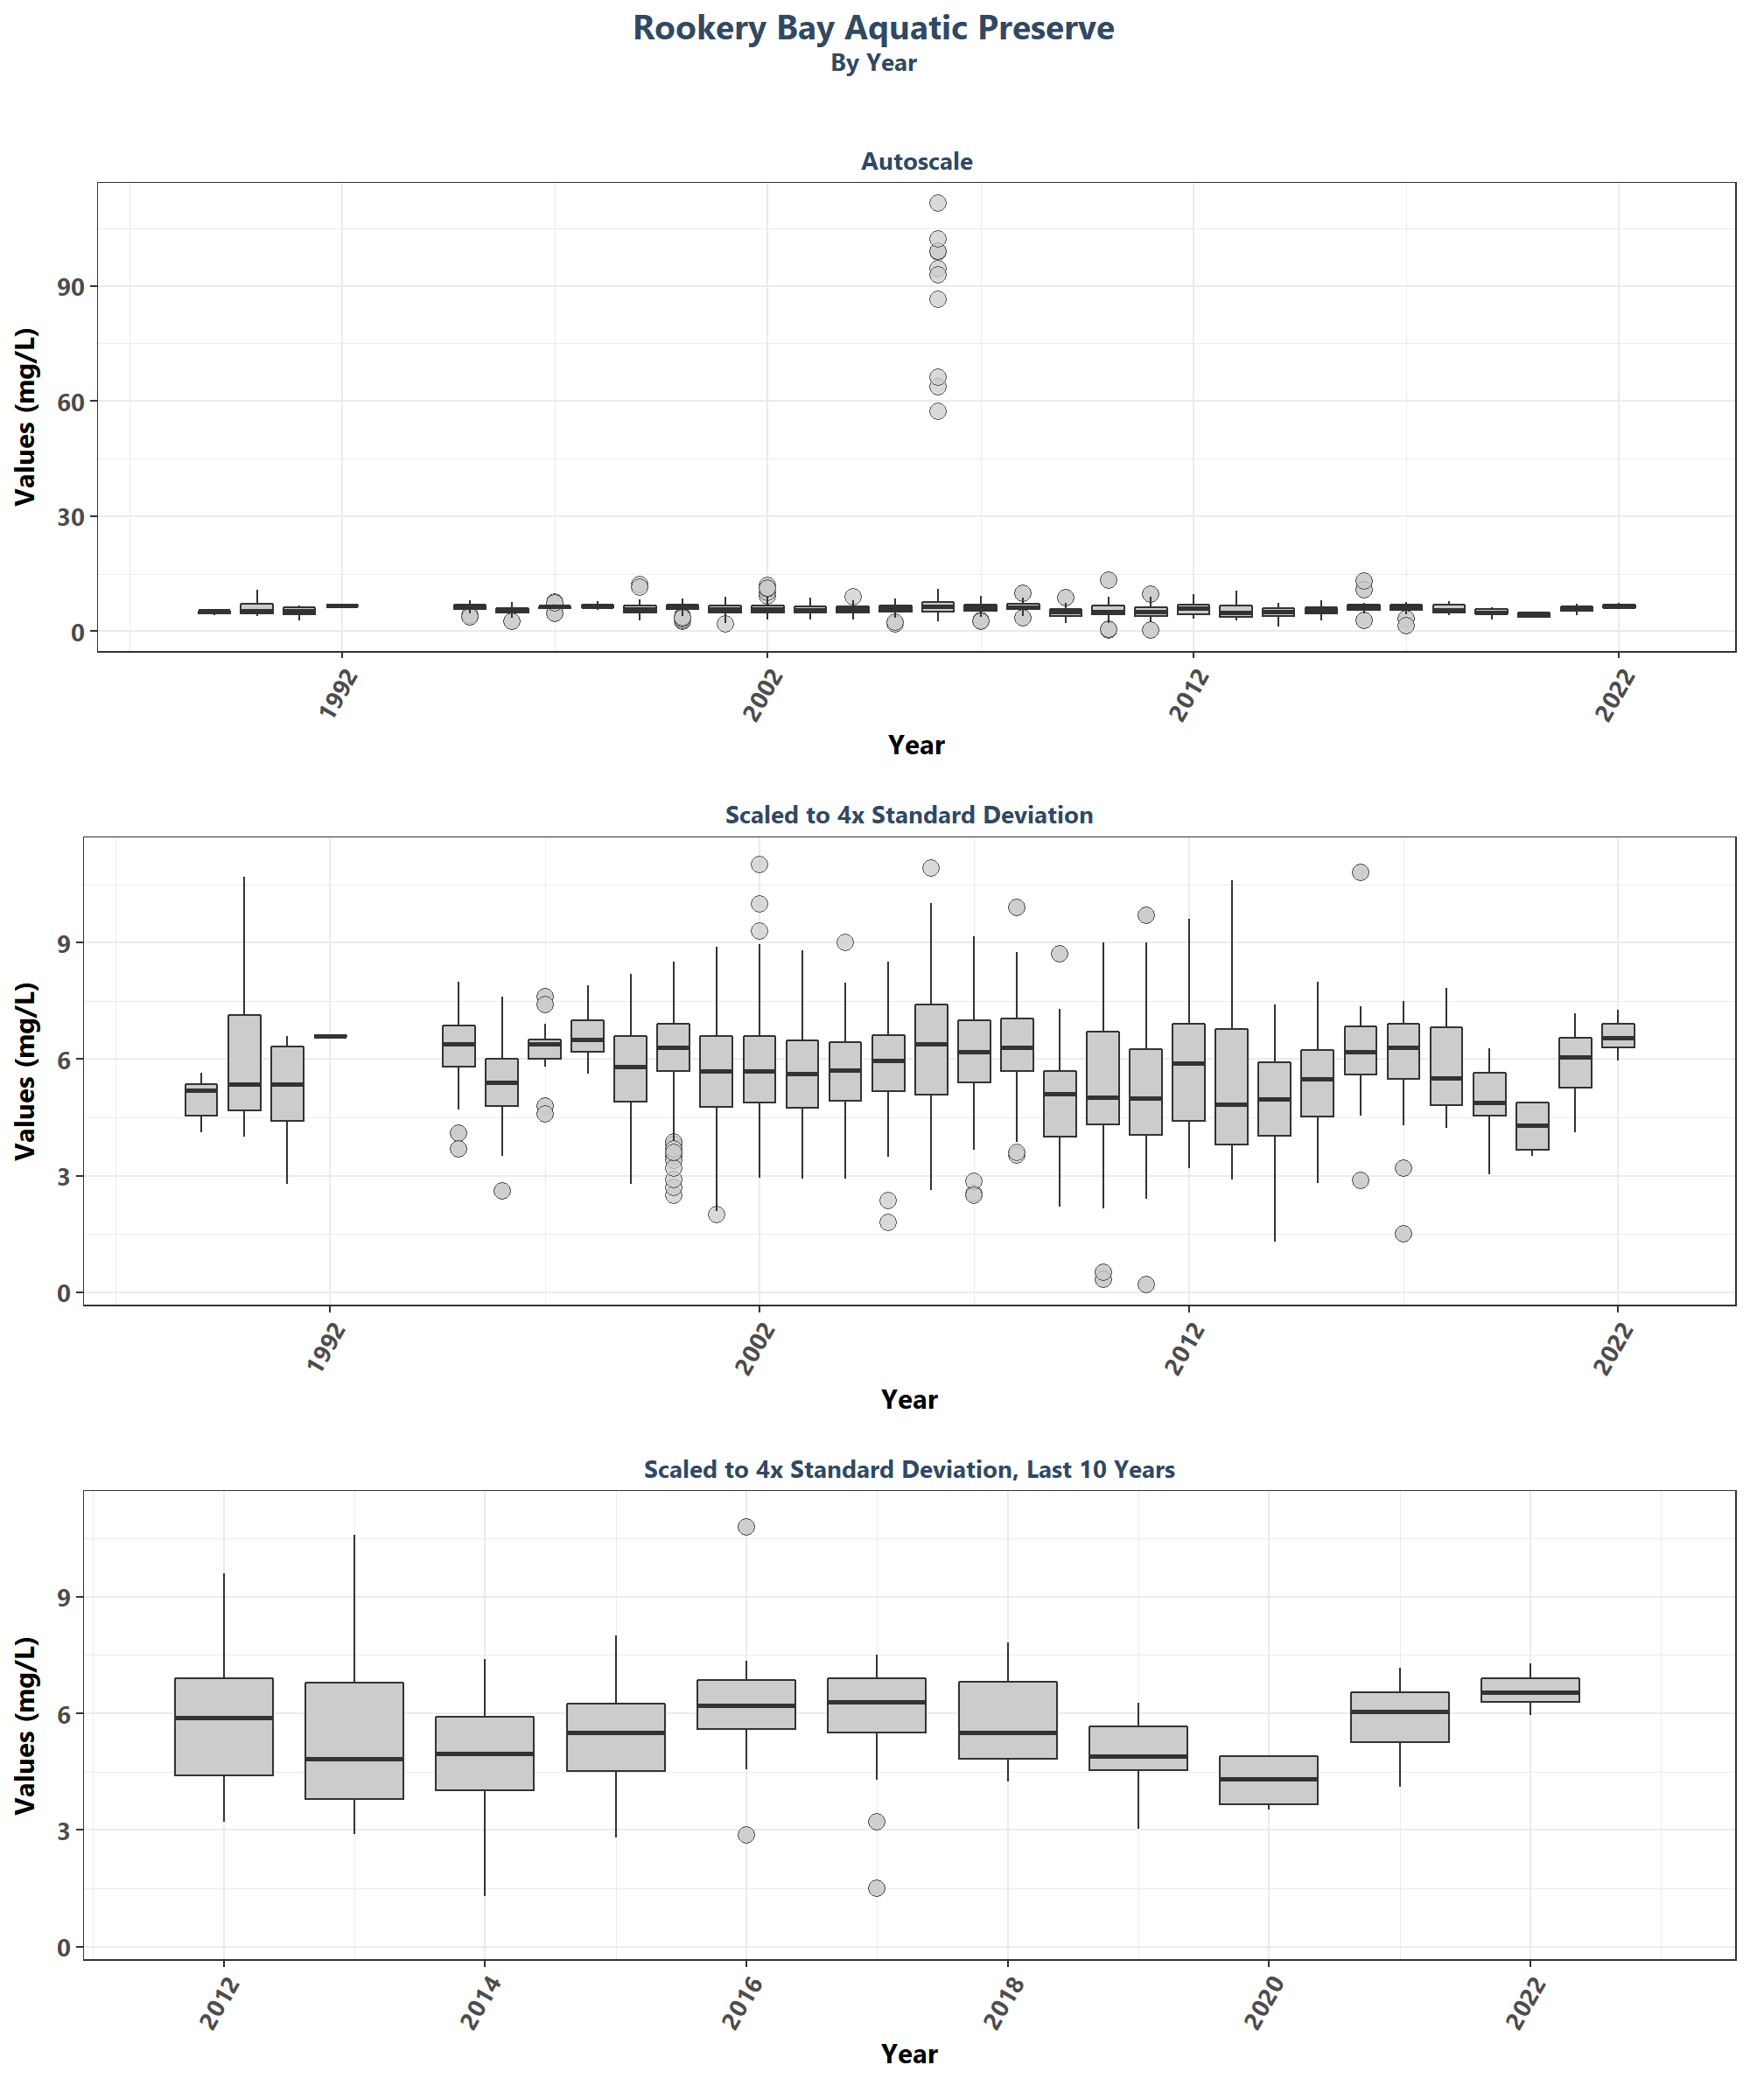 Rookery Bay Aquatic Preserve
By Year
Autoscale
Values (mg/L)
90
60
30
0
1992
2002
2012
2022
Year
Scaled to 4x Standard Deviation
Values (mg/L)
9
6
3
0
1992
2002
2012
2022
Year
Scaled to 4x Standard Deviation, Last 10 Years
Values (mg/L)
9
6
3
0
2012
2014
2016
2018
2020
2022
Year